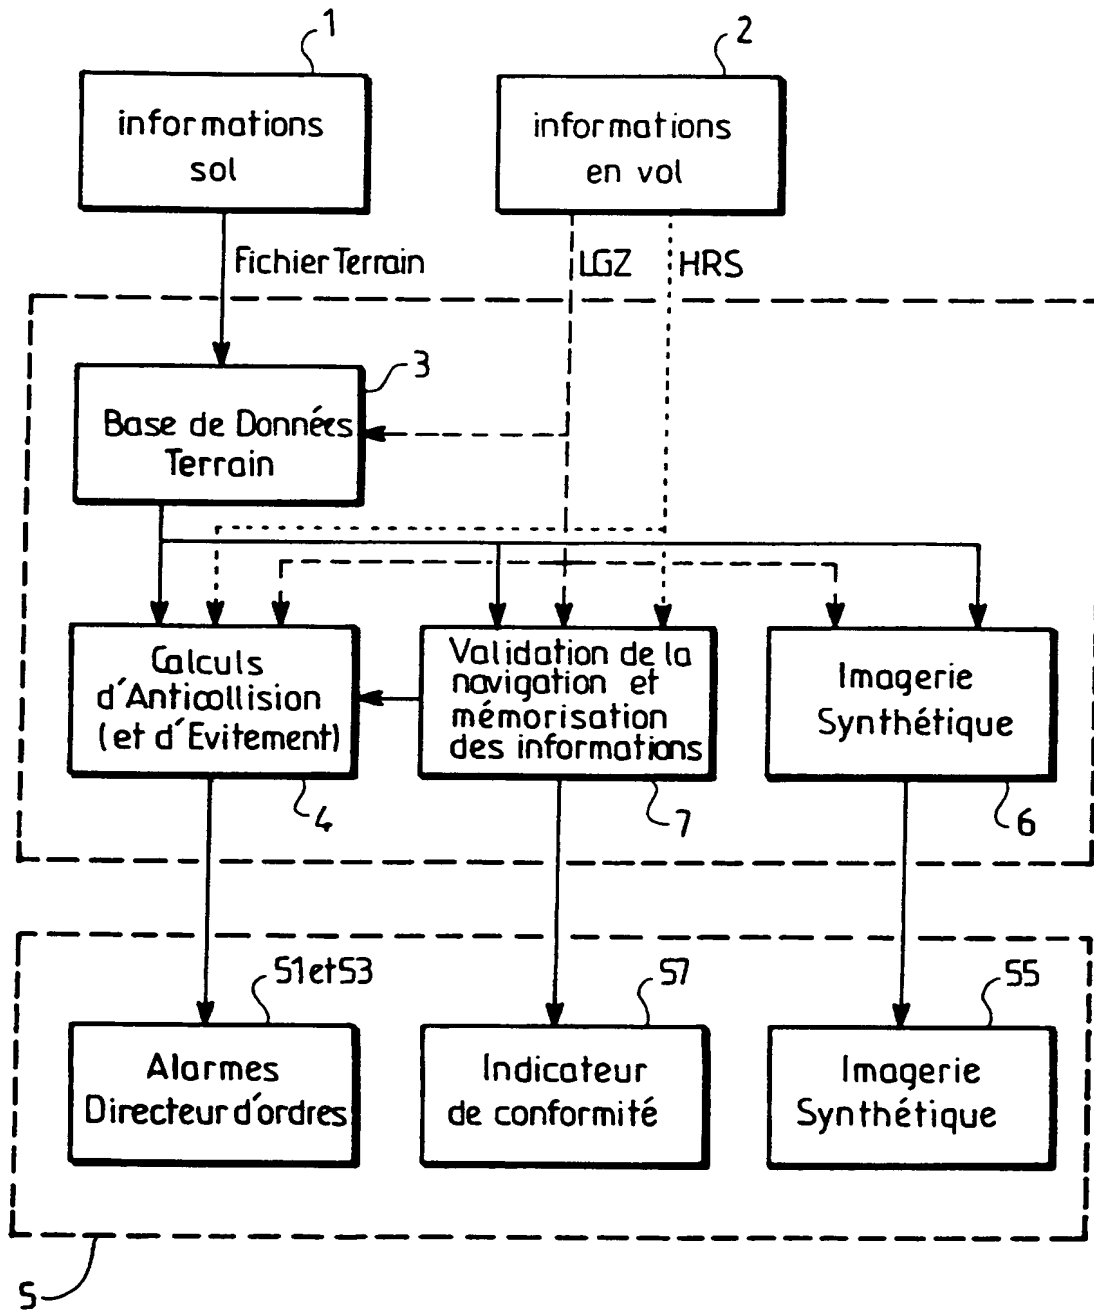 1
2
informations
sol
informations
en vol
Fichier Terrain
LGZ
HRS
3
Base de Données
Terrain
Calculs
d'Anticollision
(et d'Evitement)
Validation de la
navigation et
mémorisation
des informations
Imagerie
Synthétique
4
7
6
51et53
57
55
Alarmes
Directeur d'ordres
Indicateur
de conformité
Imagerie
Synthétique
5